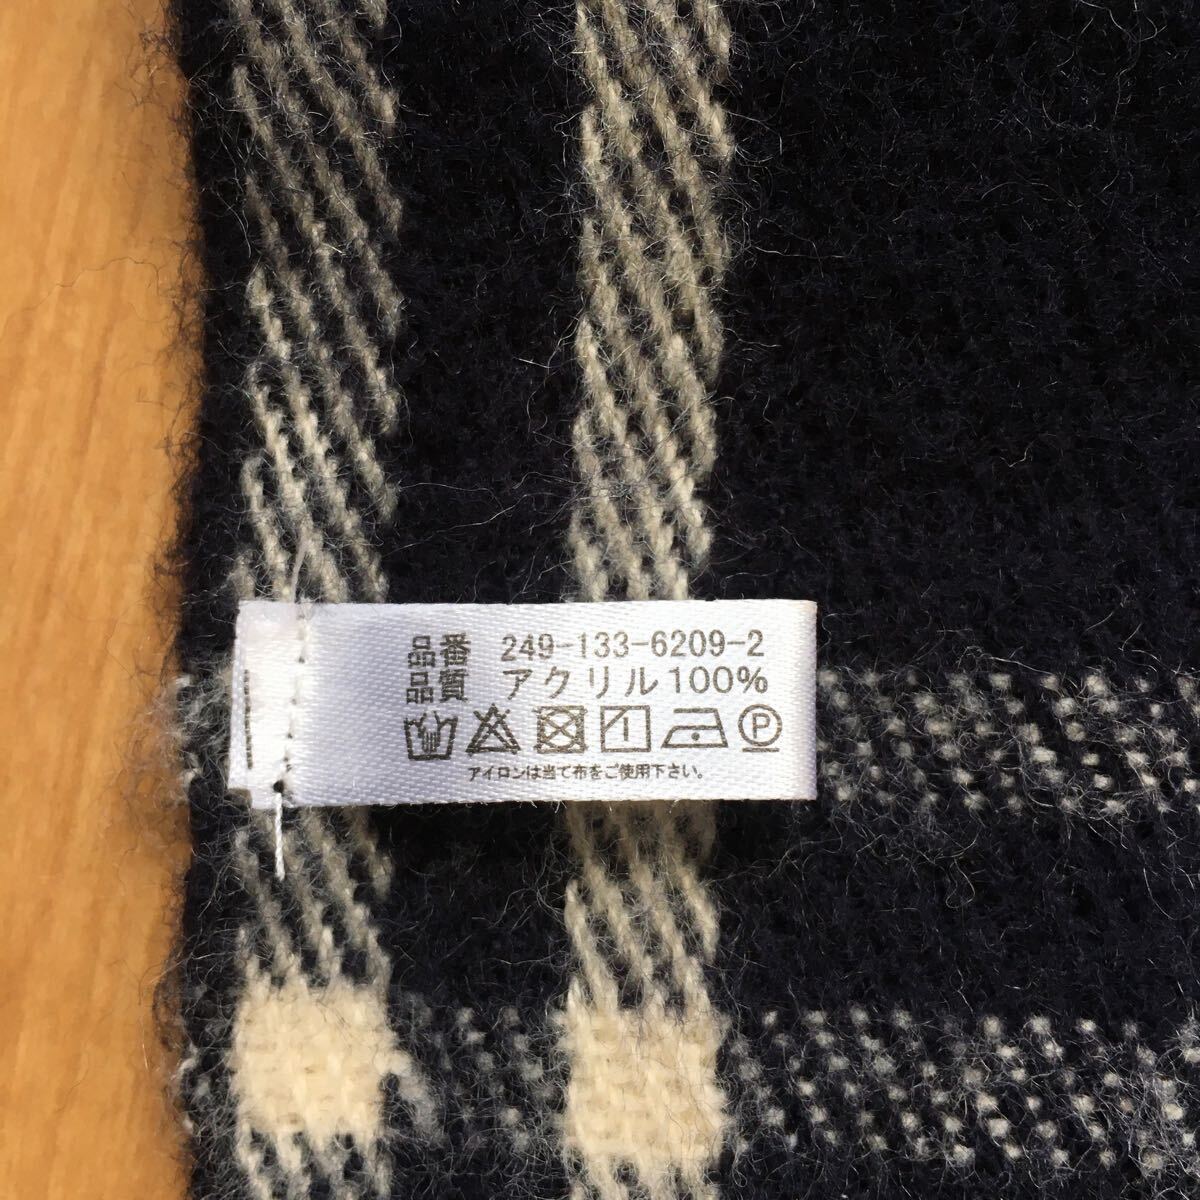 品番 249-133-6209-2
品質 アクリル100%
P
アイロンは当て布をご使用下さい。